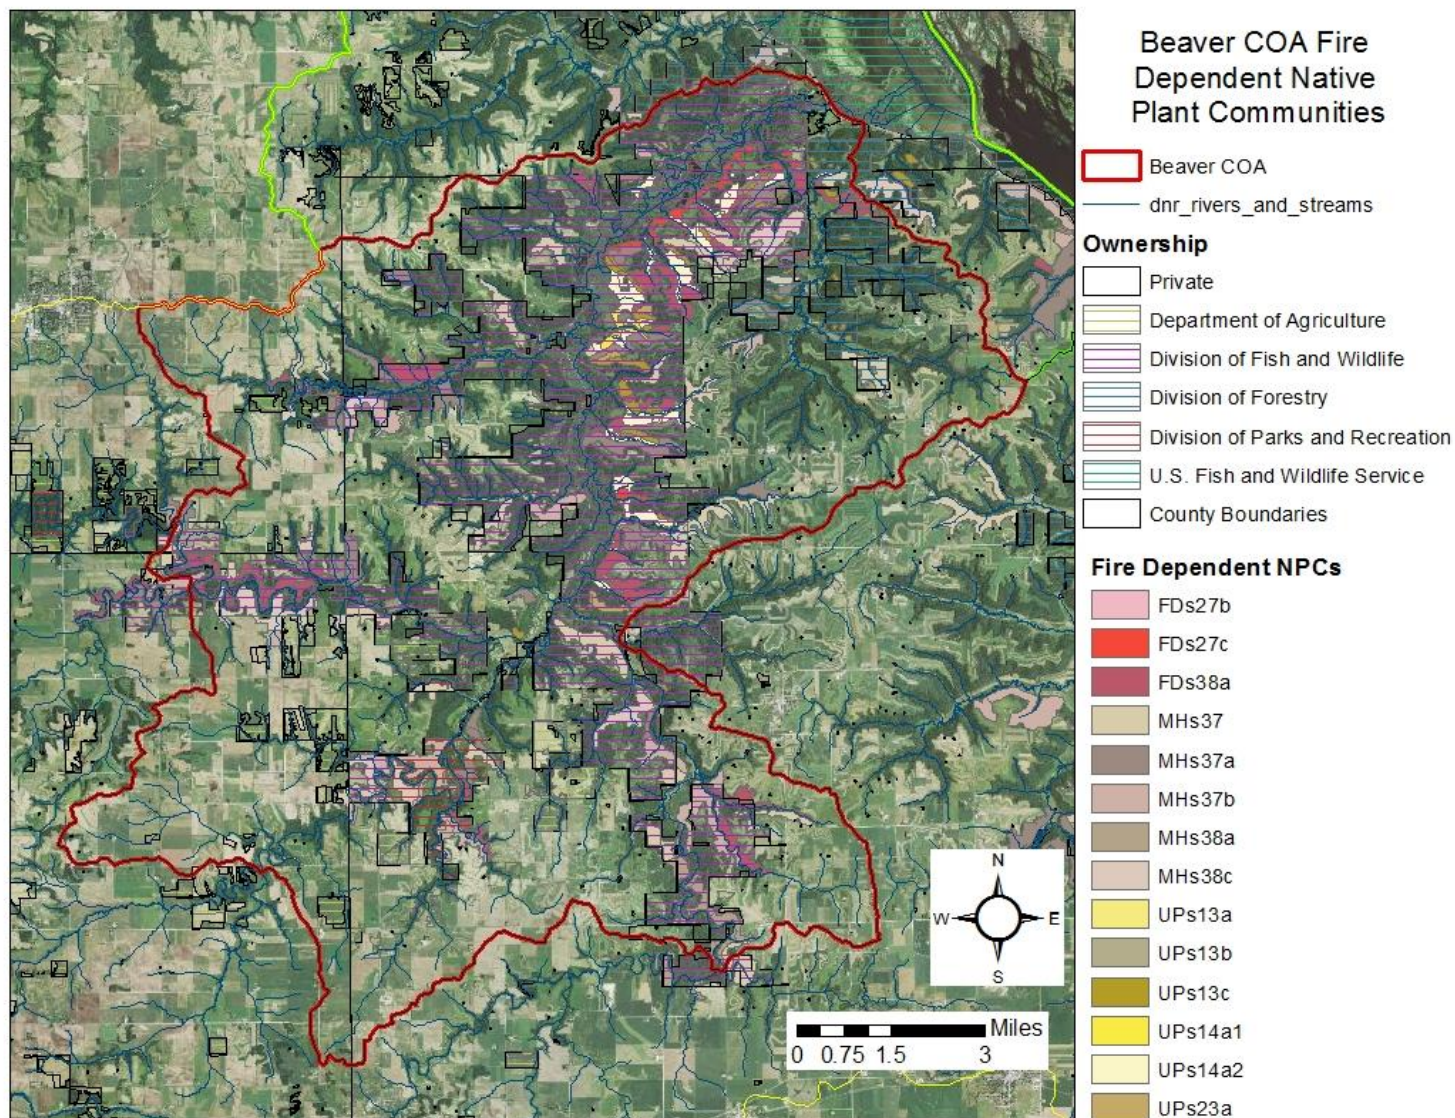 Beaver COA Fire
Dependent Native
Plant Communities
Beaver COA
dnr_rivers_and_streams
Ownership
Private
Department of Agriculture
Division of Fish and Wildlife
Division of Forestry
Division of Parks and Recreation
U.S. Fish and Wildlife Service
County Boundaries
Fire Dependent NPCs
FDs27b
FDs27c
FDs38a
MHs37
MHs37a
MHs37b
MHs38a
MHs38c
UPs13a
UPs13b
UPs13c
UPs14a1
UPs14a2
UPs23a
N
W E
S
Miles
0 0.75 1.5 3